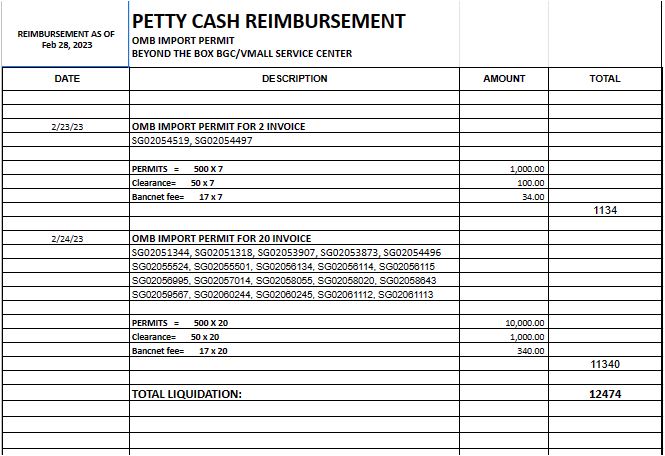 REIMBURSEMENT AS OF
Feb 28, 2023
PETTY CASH REIMBURSEMENT
OMB IMPORT PERMIT
BEYOND THE BOX BGC/VMALL SERVICE CENTER
DATE DESCRIPTION AMOUNT TOTAL
2/23/23 OMB IMPORT PERMIT FOR 2 INVOICE
SG02054519, SG02054497
PERMITS = 500 X 7 1,000.00
Clearance= 50 x 7 100.00
Bancnet fee= 17 x 7 34.00
1134
2/24/23 OMB IMPORT PERMIT FOR 20 INVOICE
SG02051344, SG02051318, SG02053907, SG02053873, SG02054496
SG02055524, SG02055501, SG02056134, SG02056114, SG02056115
SG02056995, SG02057014, SG02058055, SG02058020, SG02058643
SG02059567, SG02060244, SG02060245, SG02061112, SG02061113
PERMITS = 500 X 20 10,000.00
Clearance= 50 x 20 1,000.00
Bancnet fee= 17 x 20 340.00
11340
TOTAL LIQUIDATION: 12474